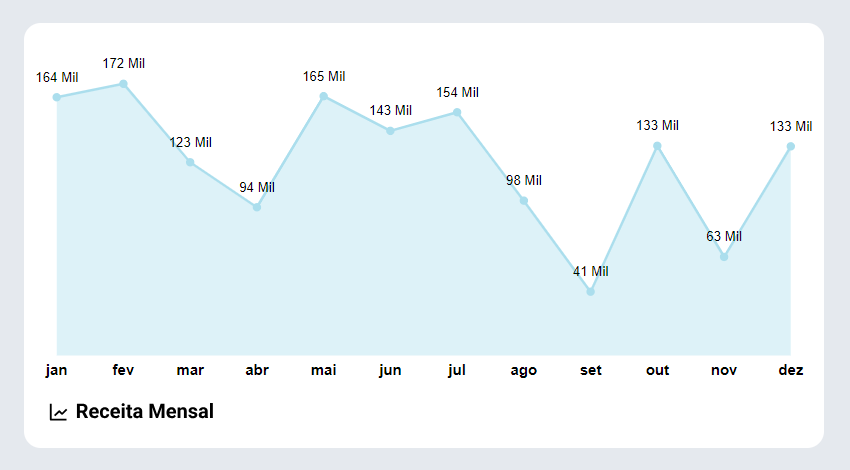 164 Mil
172 Mil
123 Mil
94 Mil
165 Mil
143 Mil
154 Mil
98 Mil
41 Mil
133 Mil
63 Mil
133 Mil
jan fev mar abr mai jun jul ago set out nov dez
Receita Mensal